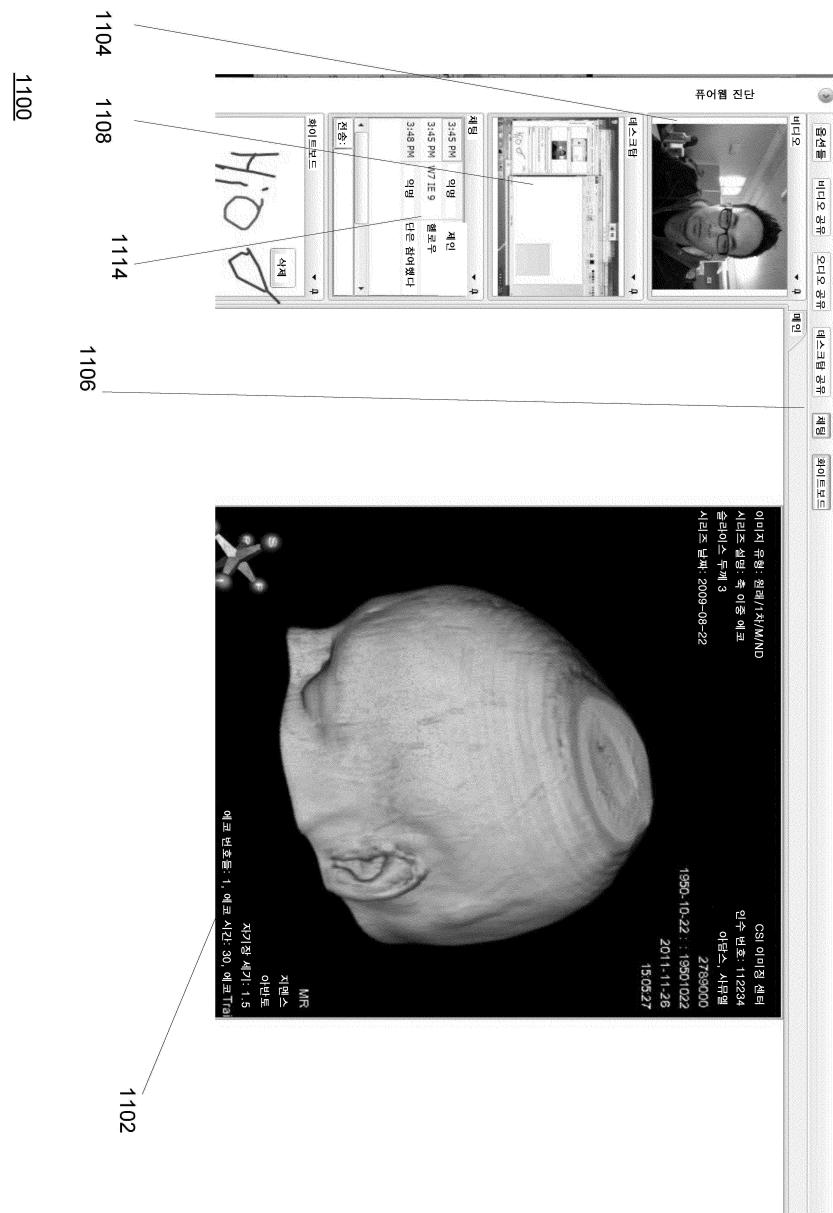 1100
1104
1108
1114
1106
1102
퓨어웹 진단
옵션들
비디오 공유
오디오 공유
데스크탑 공유
채팅
화이트보드
비디오
데스크탑
채팅
3:45 PM 익명 제인
3:45 PM W7 IE 9 헬로우
3:48 PM 익명 단은 참여했다
전송:
화이트보드
삭제
Hi
메인
이미지 유형: 원래/1차/M/ND
시리즈 설명: 축 이중 에코
슬라이스 두께 3
시리즈 날짜: 2009-08-22
CSI 이미징 센터
인수 번호: 112234
아담스, 사뮤엘
2789000
1950-10-22 : : 19501022
2011-11-26
15:05:27
MR
지멘스
아반토
자기장 세기: 1.5
에코 번호들: 1, 에코 시간: 30, 에코 Trai